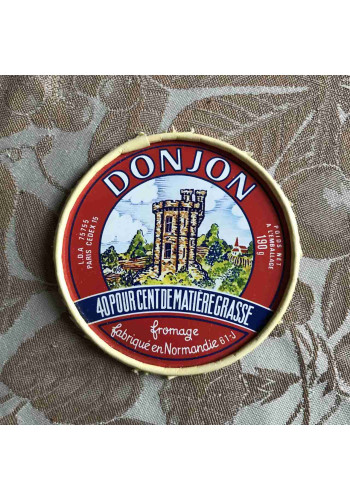 DONJON
L.D.A. 75755
PARIS CEDEX 15
POIDS NET
A L'EMBALLAGE
190g
40 POUR CENT DE MATIERE GRASSE
fromage
fabriqué en Normandie 61-J